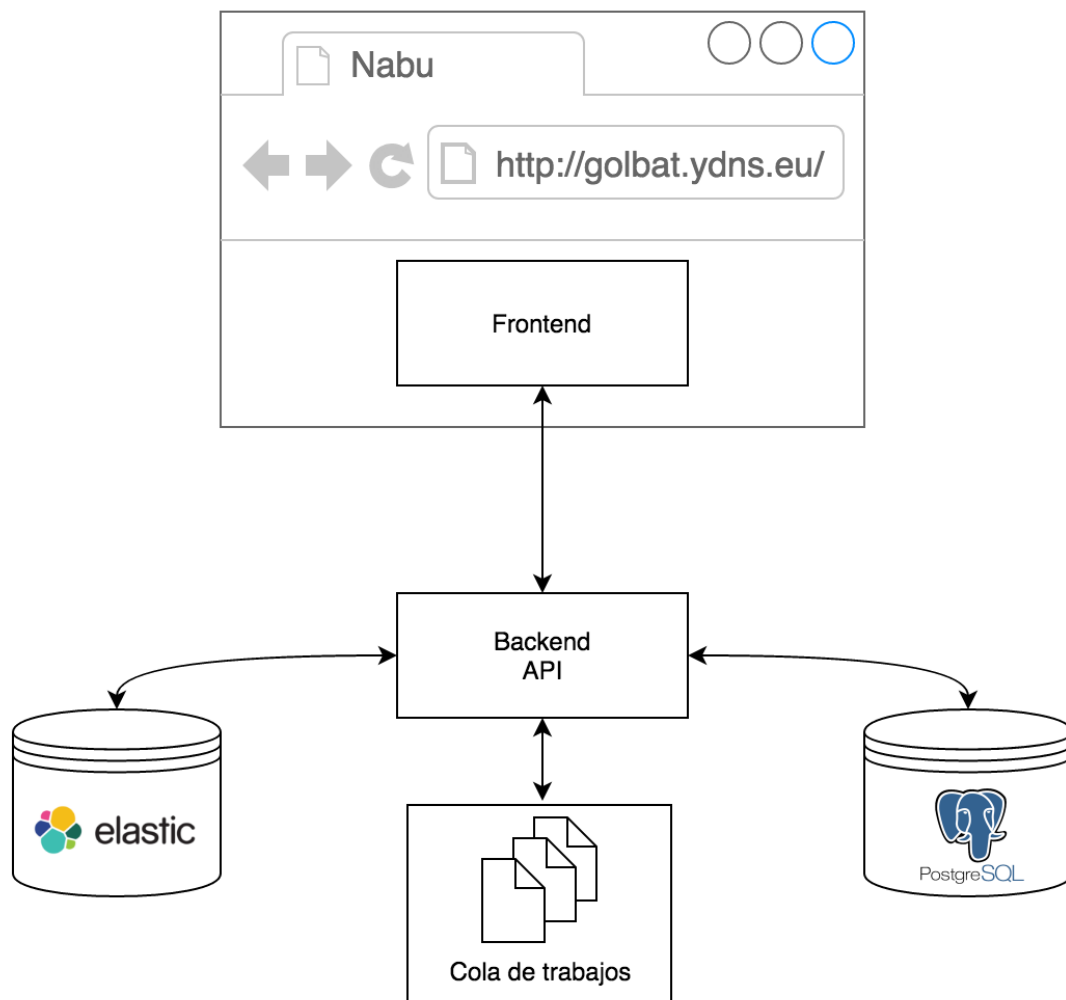 Nabu
http://golbat.ydns.eu/
Frontend
Backend
API
elastic
PostgreSQL
Cola de trabajos